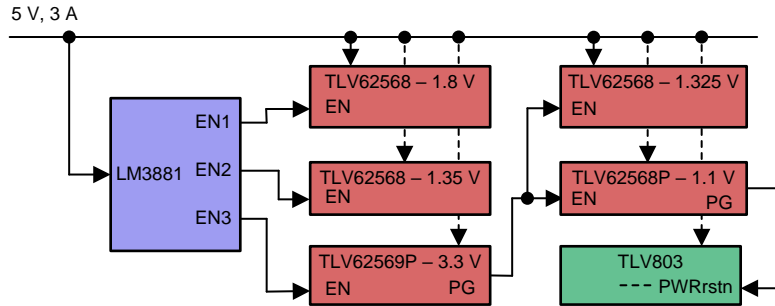 5 V, 3 A
LM3881
EN1
EN2
EN3
TLV62568 – 1.8 V
EN
TLV62568 – 1.35 V
EN
TLV62569P – 3.3 V
EN PG
TLV62568 – 1.325 V
EN
TLV62568P – 1.1 V
EN PG
TLV803
PWRrstn